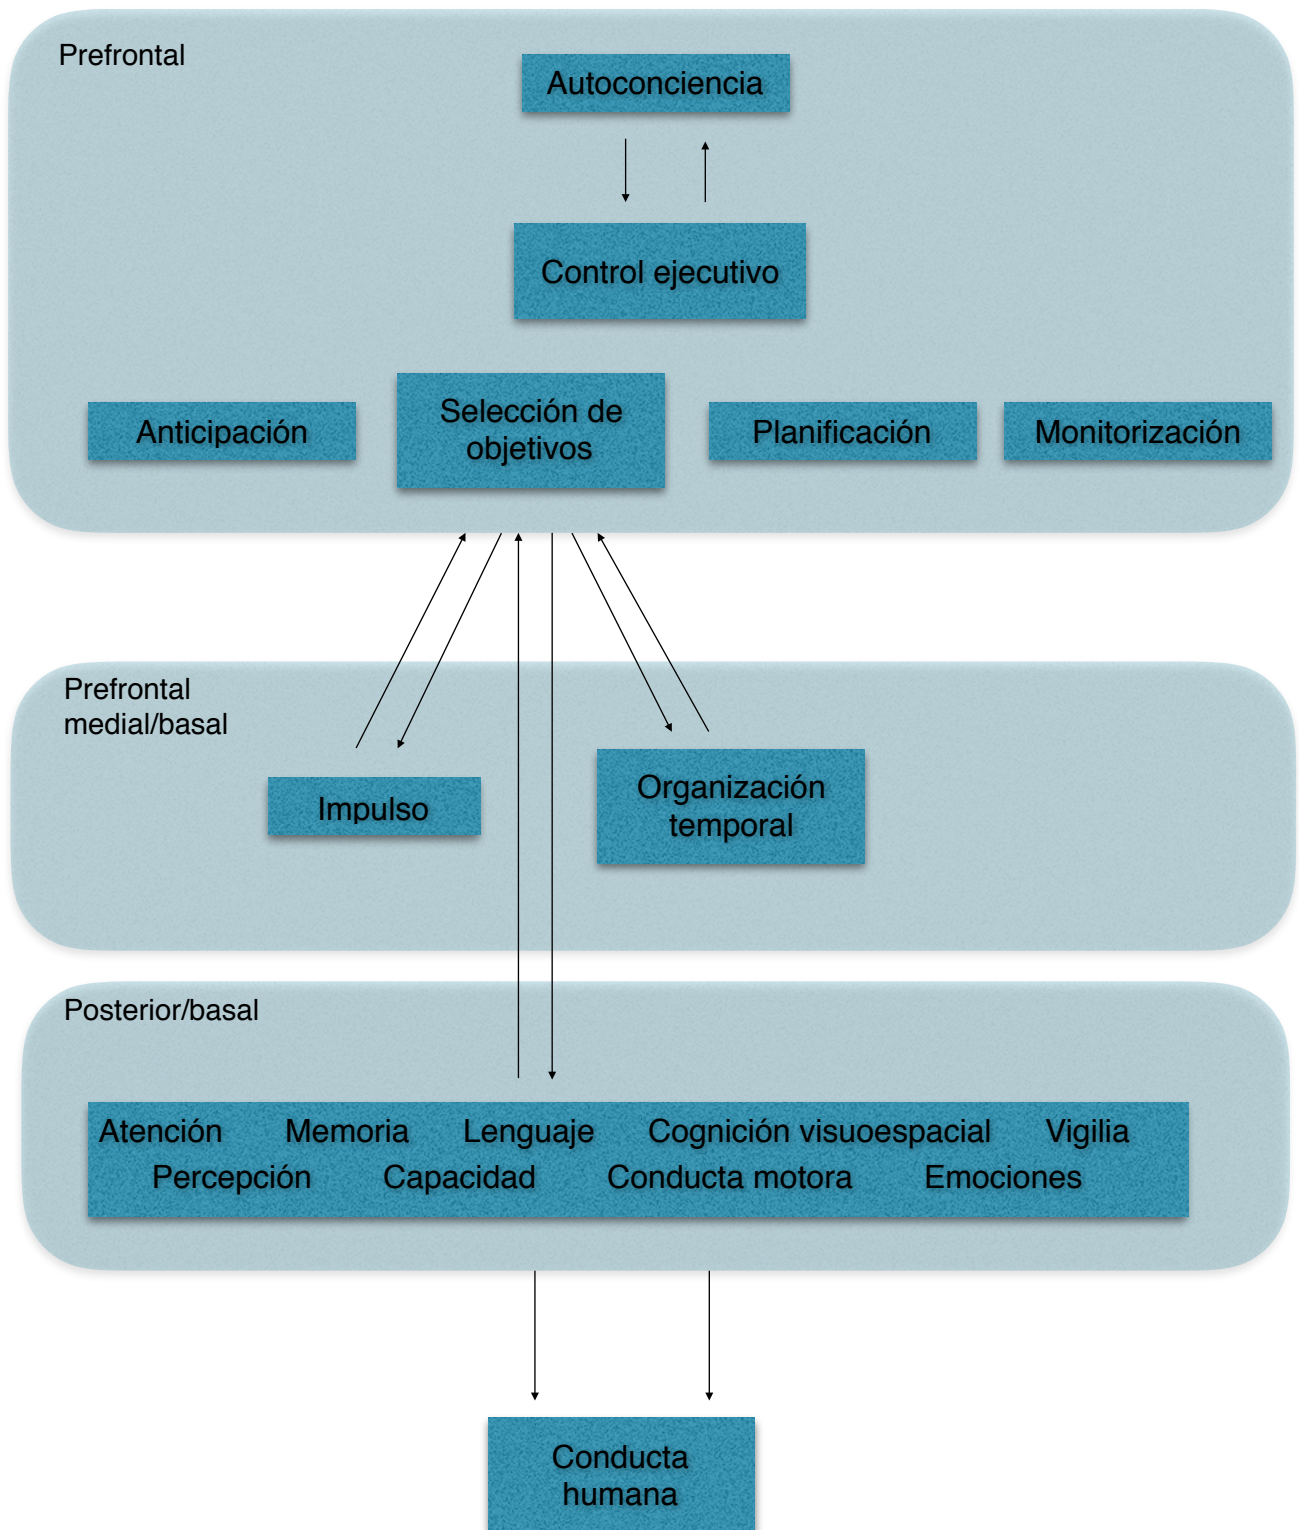 Prefrontal
Autoconciencia
Control ejecutivo
Anticipación
Selección de
objetivos
Planificación
Monitorización
Prefrontal
medial/basal
Impulso
Organización
temporal
Posterior/basal
Atención Memoria Lenguaje Cognición visuoespacial Vigilia
Percepción Capacidad Conducta motora Emociones
Conducta
humana